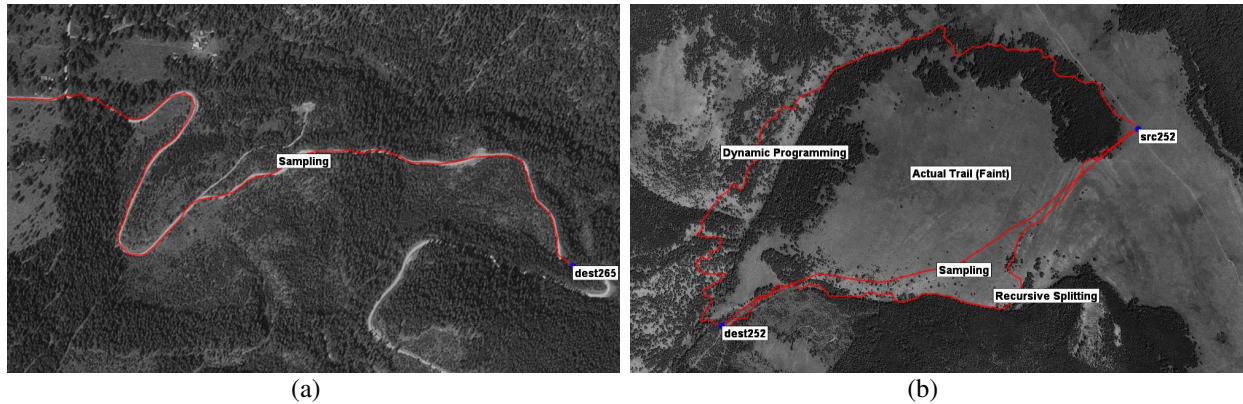 Sampling
dest265
(a)
src252
Dynamic Programming
Actual Trail (Faint)
Sampling
Recursive Splitting
dest252
(b)